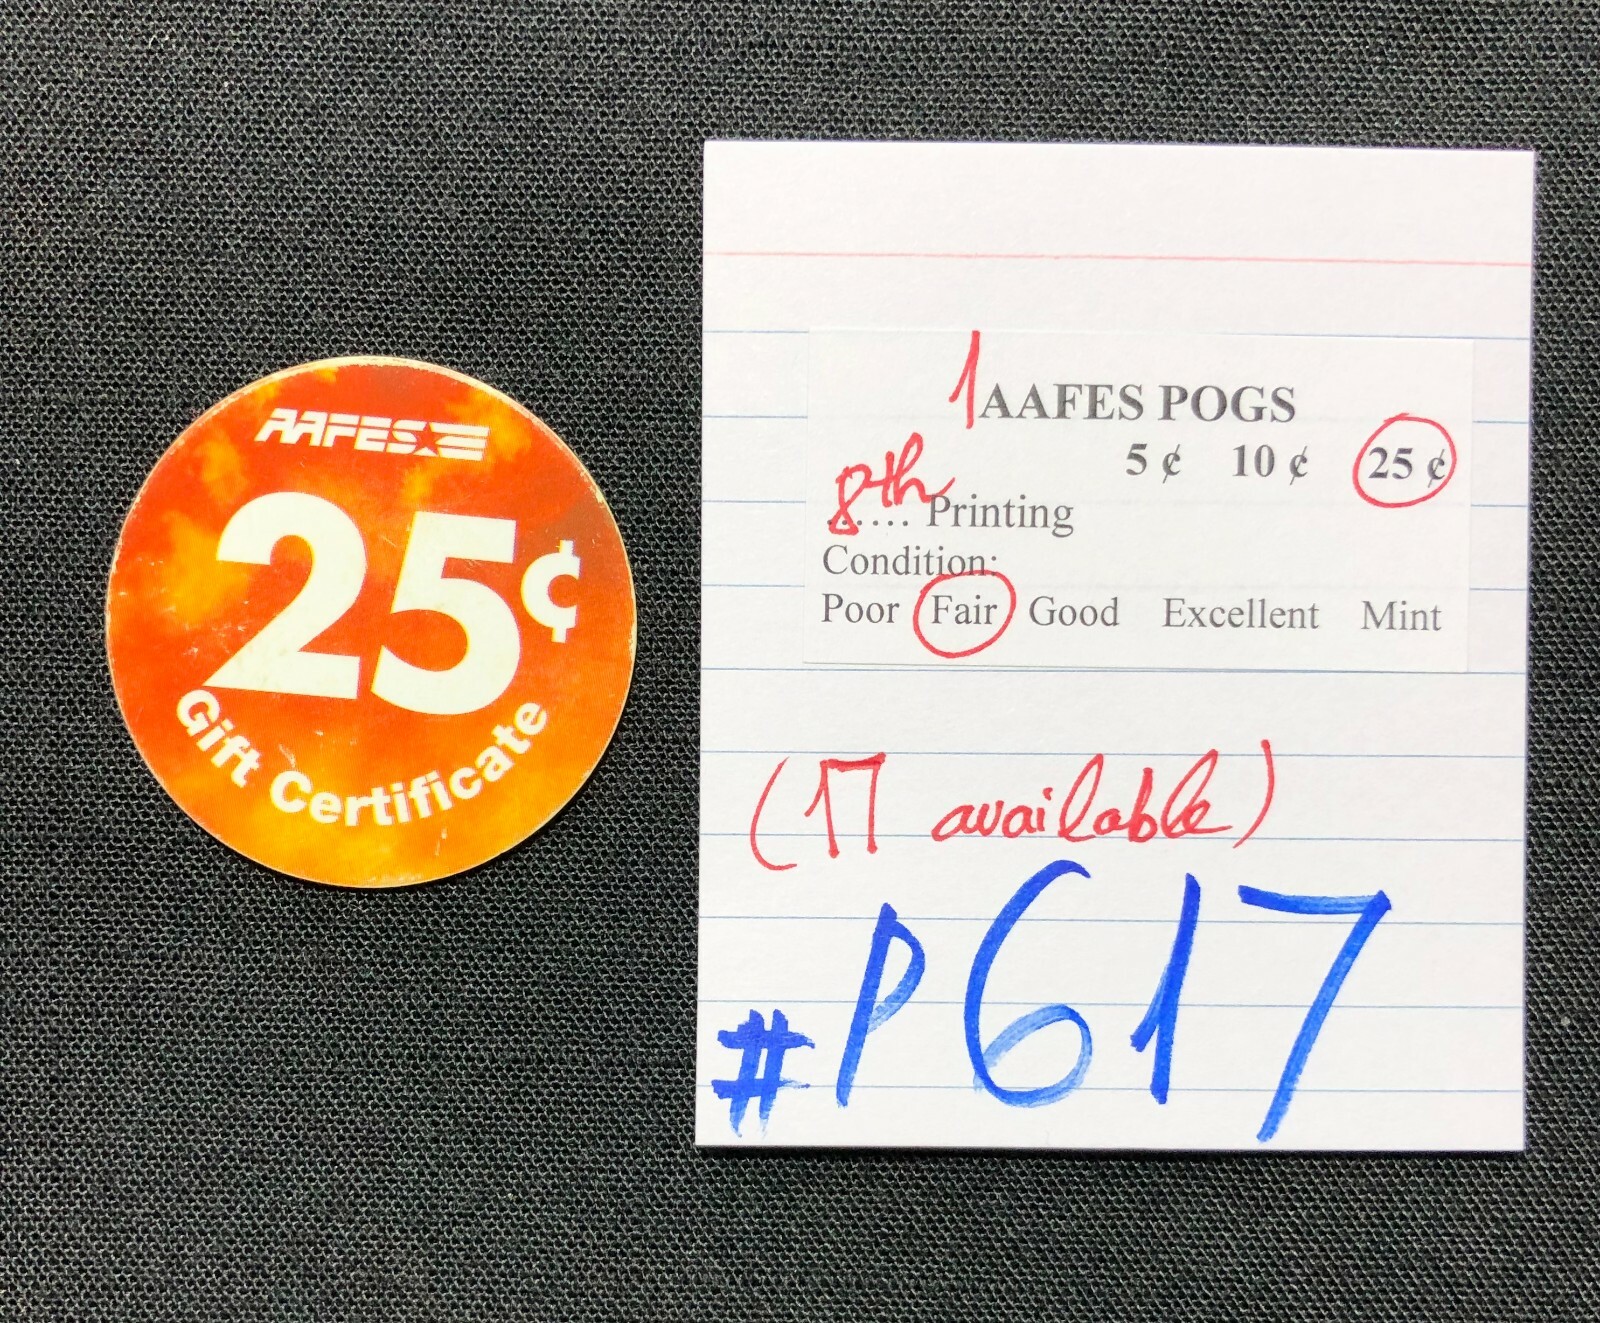 AAFES
25¢
Gift Certificate
1 AAFES POGS
5 ¢ 10 ¢ 25 ¢
8th
...... Printing
Condition:
Poor Fair Good Excellent Mint
(17 available)
#P617